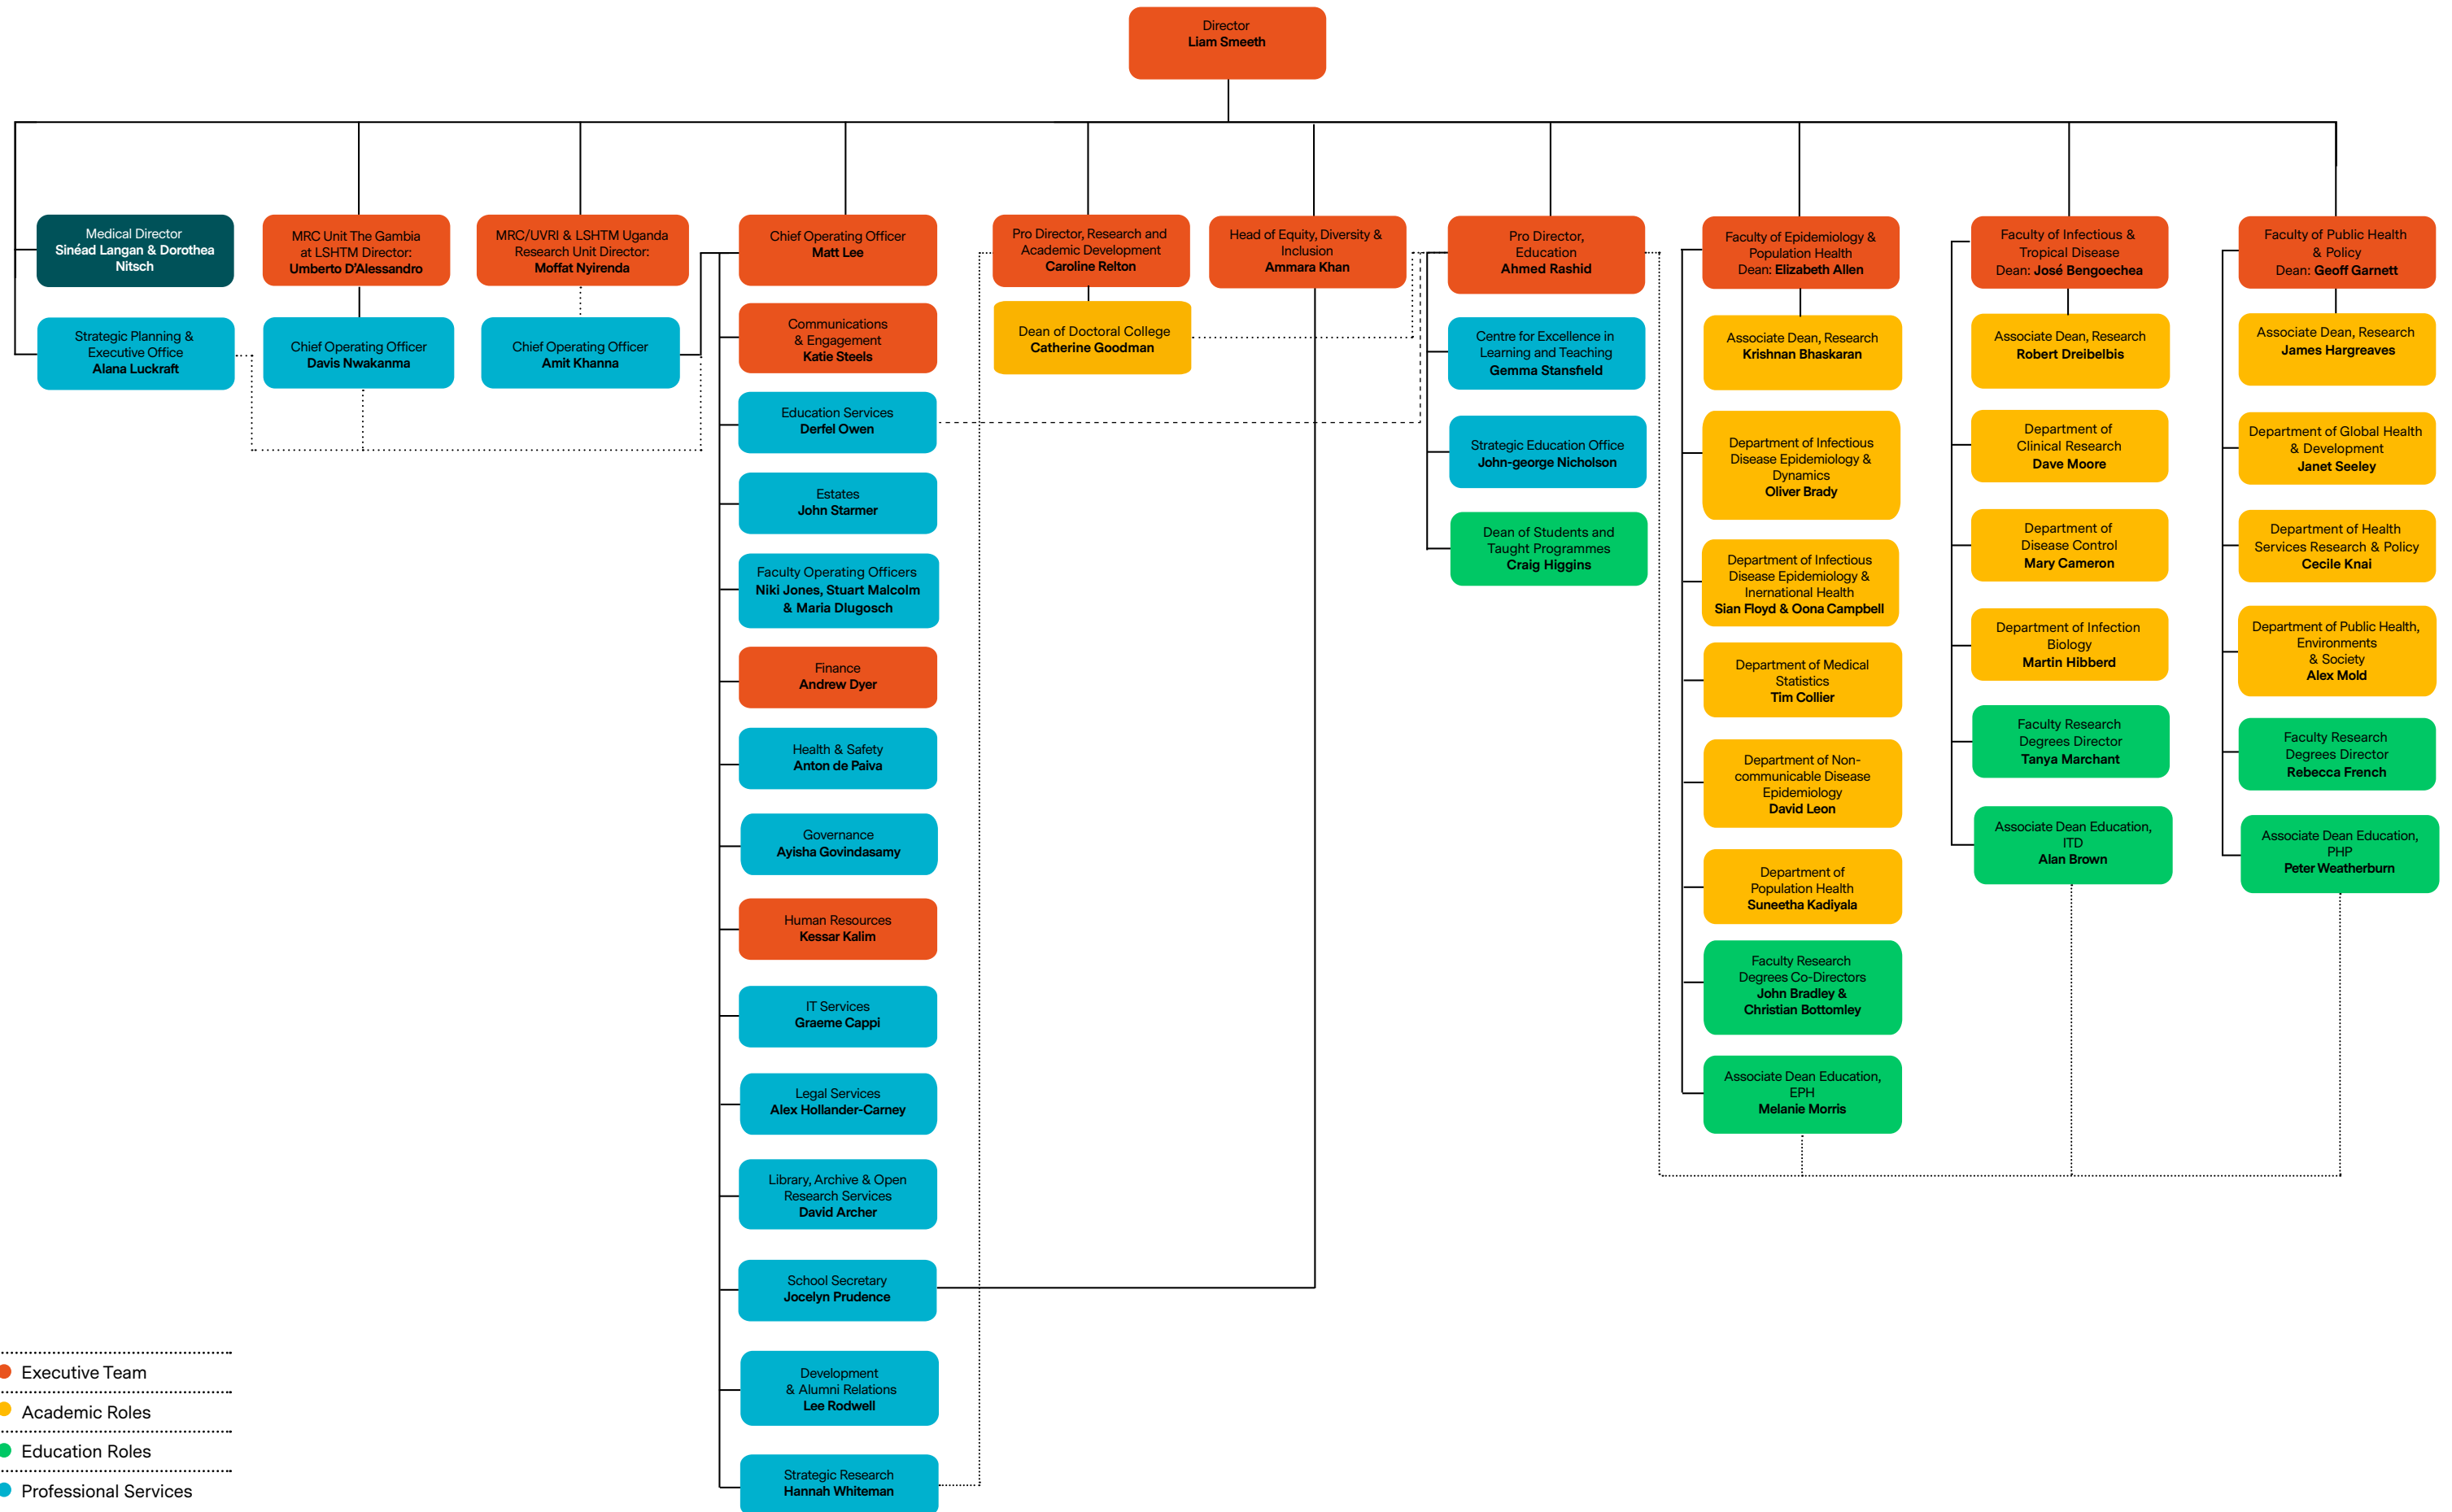 Director
Liam Smeeth
Medical Director
Sinéad Langan & Dorothea
Nitsch
Strategic Planning &
Executive Office
Alana Luckraft
MRC Unit The Gambia
at LSHTM Director:
Umberto D'Alessandro
Chief Operating Officer
Davis Nwakanma
MRC/UVRI & LSHTM Uganda
Research Unit Director:
Moffat Nyirenda
Chief Operating Officer
Amit Khanna
Chief Operating Officer
Matt Lee
Communications
& Engagement
Katie Steels
Education Services
Derfel Owen
Estates
John Starmer
Faculty Operating Officers
Niki Jones, Stuart Malcolm
& Maria Dlugosch
Finance
Andrew Dyer
Health & Safety
Anton de Paiva
Governance
Ayisha Govindasamy
Human Resources
Kessar Kalim
IT Services
Graeme Cappi
Legal Services
Alex Hollander-Carney
Library, Archive & Open
Research Services
David Archer
School Secretary
Jocelyn Prudence
Development
& Alumni Relations
Lee Rodwell
Strategic Research
Hannah Whiteman
Pro Director, Research and
Academic Development
Caroline Relton
Dean of Doctoral College
Catherine Goodman
Head of Equity, Diversity &
Inclusion
Ammara Khan
Pro Director,
Education
Ahmed Rashid
Centre for Excellence in
Learning and Teaching
Gemma Stansfield
Strategic Education Office
John-george Nicholson
Dean of Students and
Taught Programmes
Craig Higgins
Faculty of Epidemiology &
Population Health
Dean: Elizabeth Allen
Associate Dean, Research
Krishnan Bhaskaran
Department of Infectious
Disease Epidemiology &
Dynamics
Oliver Brady
Department of Infectious
Disease Epidemiology &
Inernational Health
Sian Floyd & Oona Campbell
Department of Medical
Statistics
Tim Collier
Department of Non-
communicable Disease
Epidemiology
David Leon
Department of
Population Health
Suneetha Kadiyala
Faculty Research
Degrees Co-Directors
John Bradley &
Christian Bottomley
Associate Dean Education,
EPH
Melanie Morris
Faculty of Infectious &
Tropical Disease
Dean: José Bengoechea
Associate Dean, Research
Robert Dreibelbis
Department of
Clinical Research
Dave Moore
Department of
Disease Control
Mary Cameron
Department of Infection
Biology
Martin Hibberd
Faculty Research
Degrees Director
Tanya Marchant
Associate Dean Education,
ITD
Alan Brown
Faculty of Public Health
& Policy
Dean: Geoff Garnett
Associate Dean, Research
James Hargreaves
Department of Global Health
& Development
Janet Seeley
Department of Health
Services Research & Policy
Cecile Knai
Department of Public Health,
Environments
& Society
Alex Mold
Faculty Research
Degrees Director
Rebecca French
Associate Dean Education,
PHP
Peter Weatherburn
Executive Team
Academic Roles
Education Roles
Professional Services